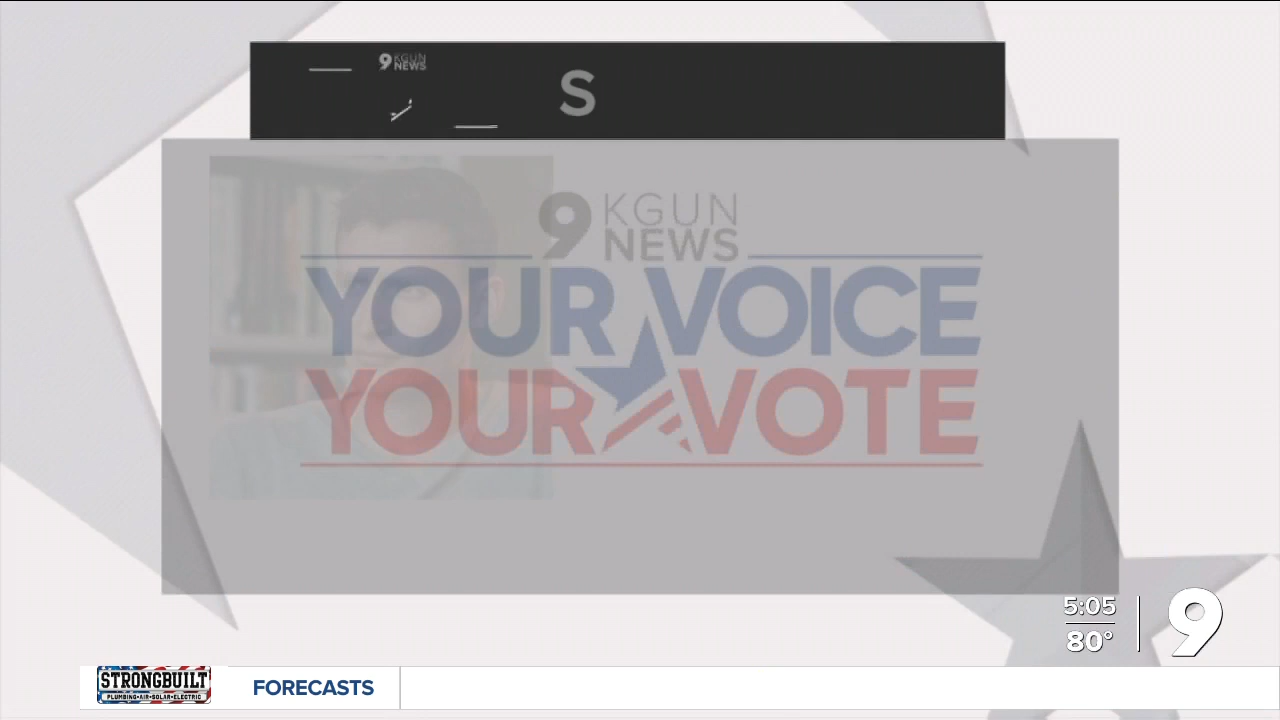 9 KGUN
NEWS
S
9 KGUN
NEWS
YOUR VOICE
YOUR VOTE
5:05
80°
9
STRONGBUILT
PLUMBING•AIR•SOLAR•ELECTRIC
FORECASTS